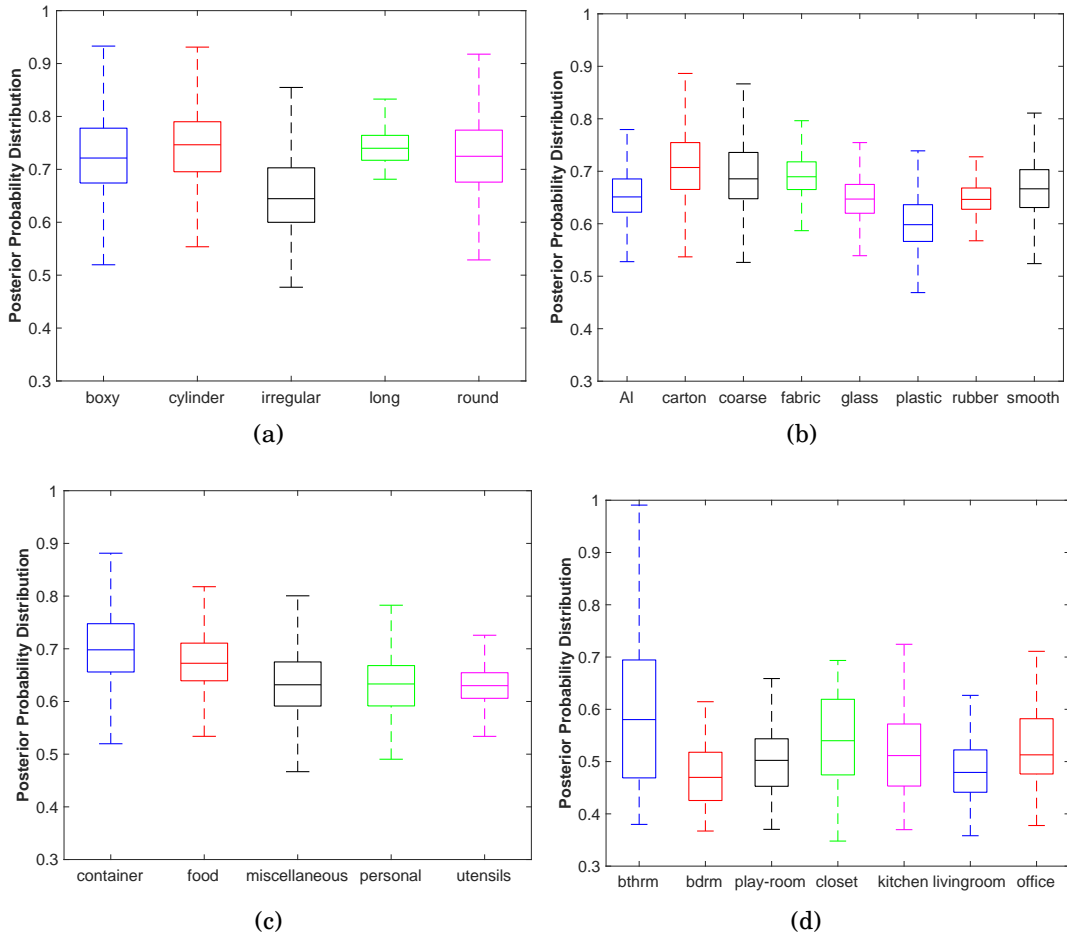 Posterior Probability Distribution
1
0.9
0.8
0.7
0.6
0.5
0.4
0.3
boxy cylinder irregular long round
(a)
Posterior Probability Distribution
1
0.9
0.8
0.7
0.6
0.5
0.4
0.3
Al carton coarse fabric glass plastic rubber smooth
(b)
Posterior Probability Distribution
1
0.9
0.8
0.7
0.6
0.5
0.4
0.3
container food miscellaneous personal utensils
(c)
Posterior Probability Distribution
1
0.9
0.8
0.7
0.6
0.5
0.4
0.3
bthrm bdrm play-room closet kitchen livingroom office
(d)